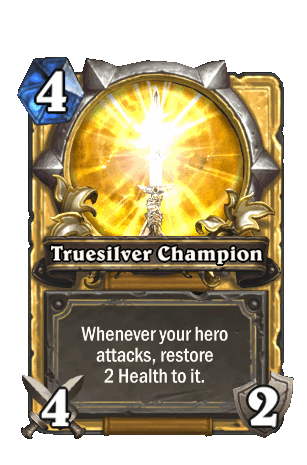 4
Truesilver Champion
Whenever your hero
attacks, restore
2 Health to it.
4
2